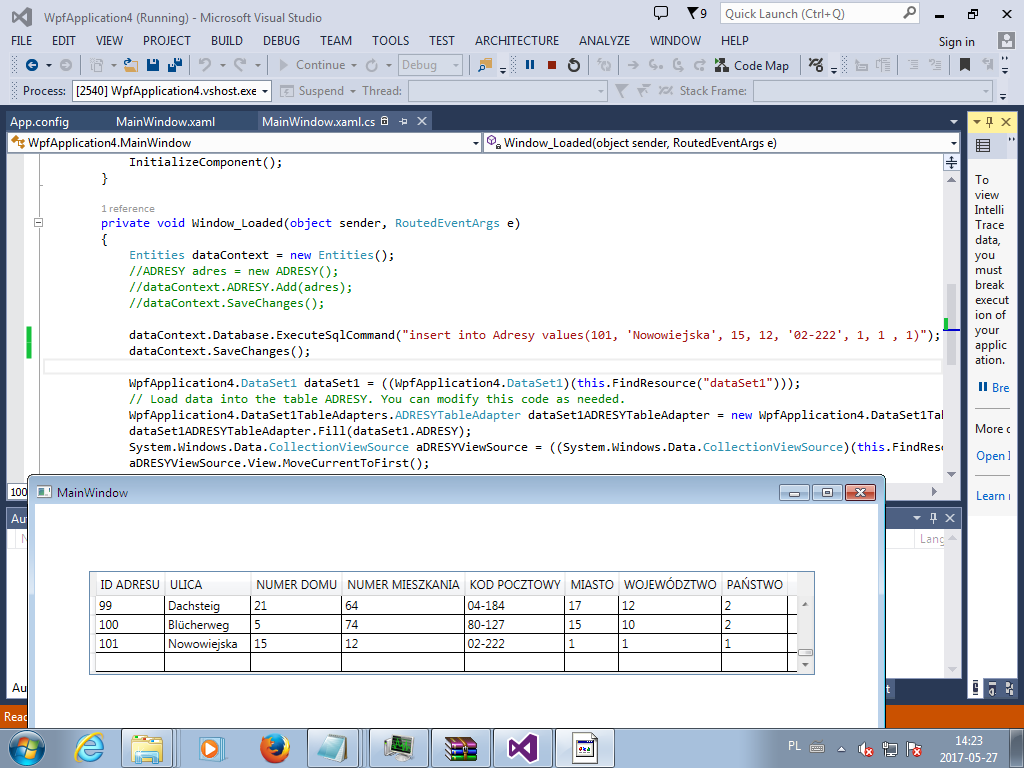 WpfApplication4 (Running) - Microsoft Visual Studio
9
Quick Launch (Ctrl+Q)
FILE EDIT VIEW PROJECT BUILD DEBUG TEAM TOOLS TEST ARCHITECTURE ANALYZE WINDOW HELP Sign in
Continue Debug Code Map
Process: [2540] WpfApplication4.vshost.exe Suspend Thread: Stack Frame:
App.config MainWindow.xaml MainWindow.xaml.cs
WpfApplication4.MainWindow Window_Loaded(object sender, RoutedEventArgs e)
InitializeComponent();
}
1 reference
private void Window_Loaded(object sender, RoutedEventArgs e)
{
Entities dataContext = new Entities();
//ADRESY adres = new ADRESY();
//dataContext.ADRESY.Add(adres);
//dataContext.SaveChanges();
dataContext.Database.ExecuteSqlCommand("insert into Adresy values(101, 'Nowowiejska', 15, 12, '02-222', 1, 1 , 1)");
dataContext.SaveChanges();
WpfApplication4.DataSet1 dataSet1 = ((WpfApplication4.DataSet1)(this.FindResource("dataSet1")));
// Load data into the table ADRESY. You can modify this code as needed.
WpfApplication4.DataSet1TableAdapters.ADRESYTableAdapter dataSet1ADRESYTableAdapter = new WpfApplication4.DataSet1Tal
dataSet1ADRESYTableAdapter.Fill(dataSet1.ADRESY);
System.Windows.Data.CollectionViewSource aDRESYViewSource = ((System.Windows.Data.CollectionViewSource)(this.FindReso
aDRESYViewSource.View.MoveCurrentToFirst();
To
view
Intelli
Trace
data,
you
must
break
execut
ion of
your
applic
ation.
Bre
More
Open
Learn
100
Au
Lang
Au
Read
MainWindow
ID ADRESU ULICA NUMER DOMU NUMER MIESZKANIA KOD POCZTOWY MIASTO WOJEWÓDZTWO PAŃSTWO
99 Dachsteig 21 64 04-184 17 12 2
100 Blücherweg 5 74 80-127 15 10 2
101 Nowowiejska 15 12 02-222 1 1 1
PL
14:23
2017-05-27